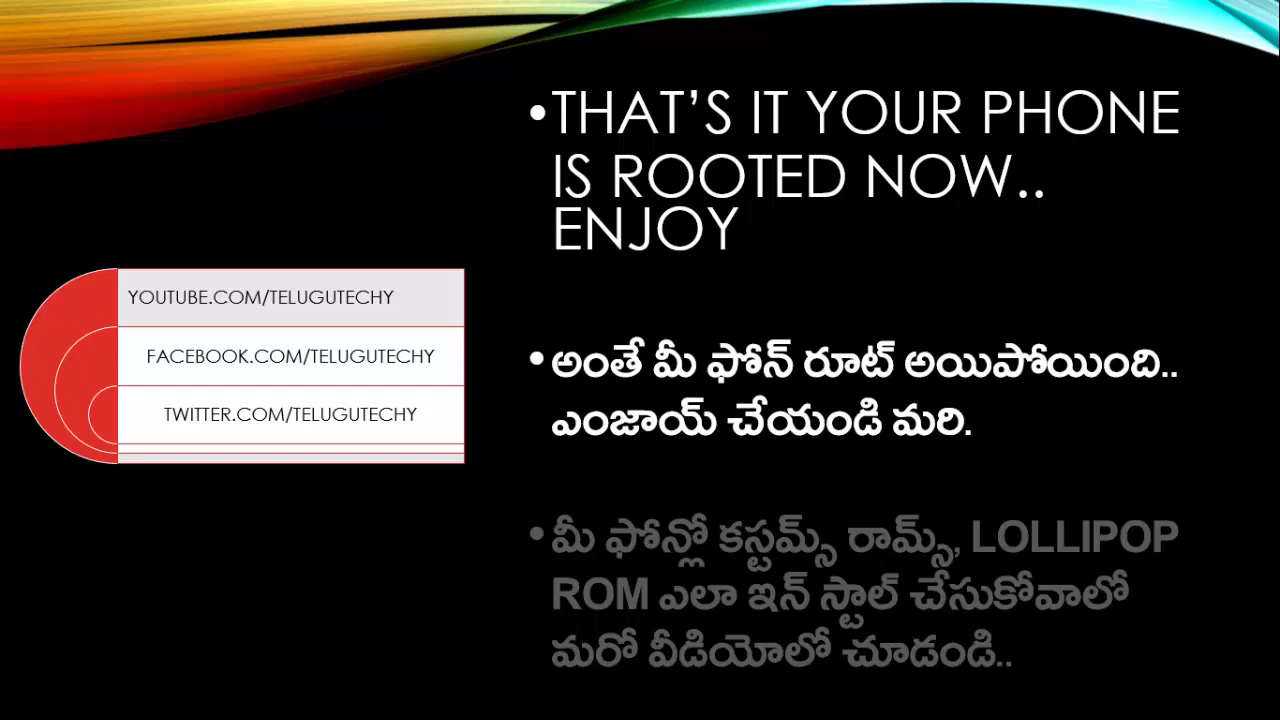 YOUTUBE.COM/TELUGUTECHY
FACEBOOK.COM/TELUGUTECHY
TWITTER.COM/TELUGUTECHY
•THAT’S IT YOUR PHONE
IS ROOTED NOW..
ENJOY
•అంతే మీ ఫోన్ రూట్ అయిపోయింది..
ఎంజాయ్ చేయండి మరి.
•మీ ఫోన్లో కస్టమ్స్ రామ్స్, LOLLIPOP
ROM ఎలా ఇన్ స్టాల్ చేసుకోవాలో
మరో వీడియోలో చూడండి..